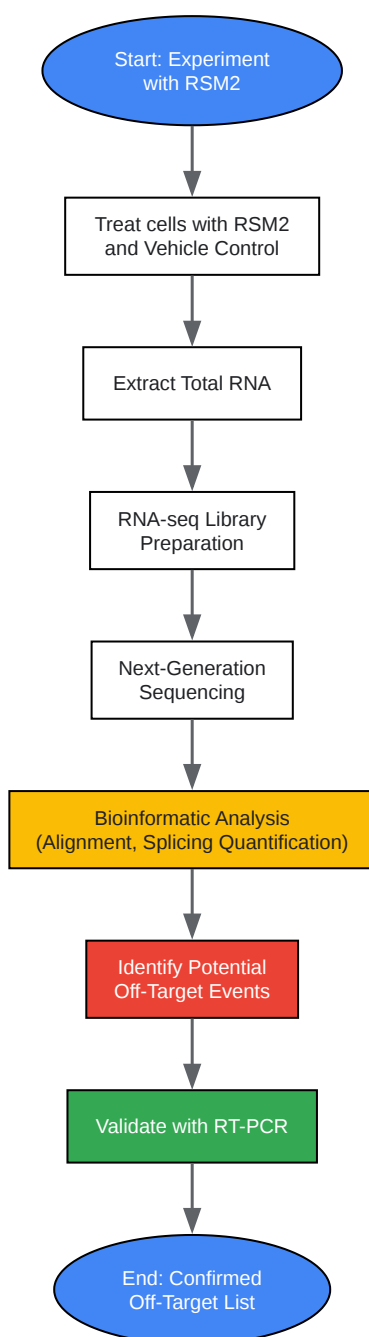 Start: Experiment
with RSM2
Treat cells with RSM2
and Vehicle Control
Extract Total RNA
RNA-seq Library
Preparation
Next-Generation
Sequencing
Bioinformatic Analysis
(Alignment, Splicing Quantification)
Identify Potential
Off-Target Events
Validate with RT-PCR
End: Confirmed
Off-Target List